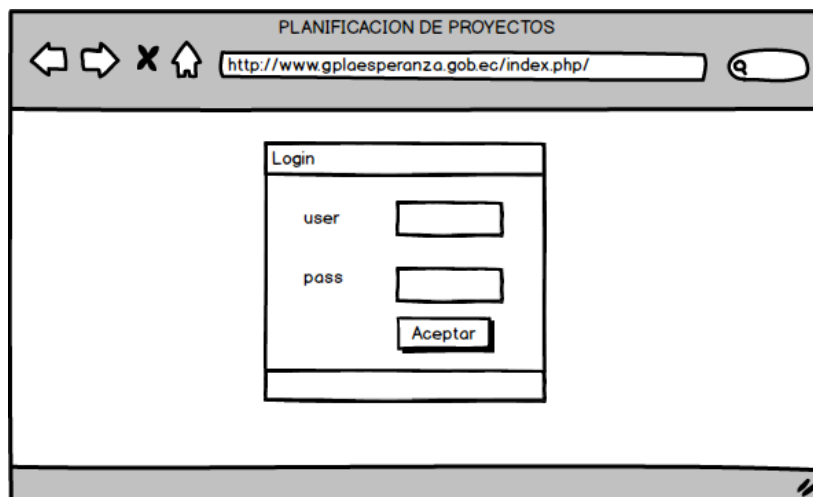 PLANIFICACION DE PROYECTOS
http://www.gplaesperanza.gob.ec/index.php/
Login
user
pass
Aceptar